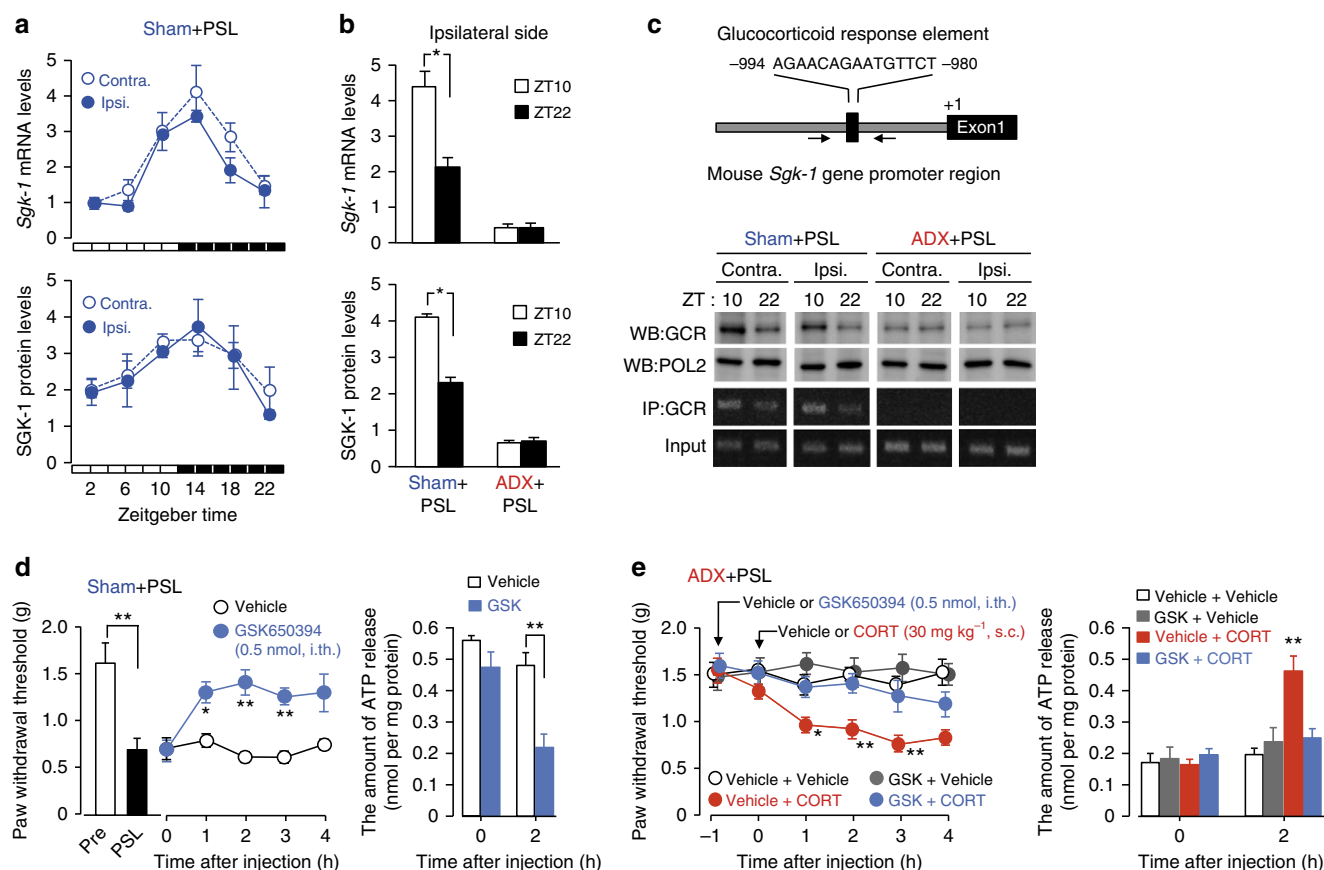 a
Sham+PSL
Sgk-1 mRNA levels
5
4
3
2
1
0
Contra.
Ipsi.
SGK-1 protein levels
5
4
3
2
1
0
Contra.
Ipsi.
2 6 10 14 18 22
Zeitgeber time
b
Ipsilateral side
Sgk-1 mRNA levels
5
4
3
2
1
0
*
ZT10
ZT22
SGK-1 protein levels
5
4
3
2
1
0
*
ZT10
ZT22
Sham+ PSL
ADX+ PSL
c
Glucocorticoid response element
–994 AGAACAGAATGTTCT –980
+1
Exon1
Mouse Sgk-1 gene promoter region
Sham+PSL ADX+PSL
Contra. Ipsi. Contra. Ipsi.
ZT : 10 22 10 22 10 22 10 22
WB:GCR
WB:POL2
IP:GCR
Input
d
Sham+PSL
Paw withdrawal threshold (g)
2.0
1.5
1.0
0.5
0
**
Pre PSL
Vehicle
GSK650394
(0.5 nmol, i.th.)
* ** **
0 1 2 3 4
Time after injection (h)
The amount of ATP release
(nmol per mg protein)
0.6
0.5
0.4
0.3
0.2
0.1
0
Vehicle
GSK
**
0 2
Time after injection (h)
e
ADX+PSL
Paw withdrawal threshold (g)
2.0
1.5
1.0
0.5
0
Vehicle or GSK650394 (0.5 nmol, i.th.)
Vehicle or CORT (30 mg kg–1, s.c.)
* ** **
Vehicle + Vehicle GSK + Vehicle
Vehicle + CORT GSK + CORT
–1 0 1 2 3 4
Time after injection (h)
The amount of ATP release
(nmol per mg protein)
0.6
0.5
0.4
0.3
0.2
0.1
0
Vehicle + Vehicle
GSK + Vehicle
Vehicle + CORT
GSK + CORT
**
0 2
Time after injection (h)